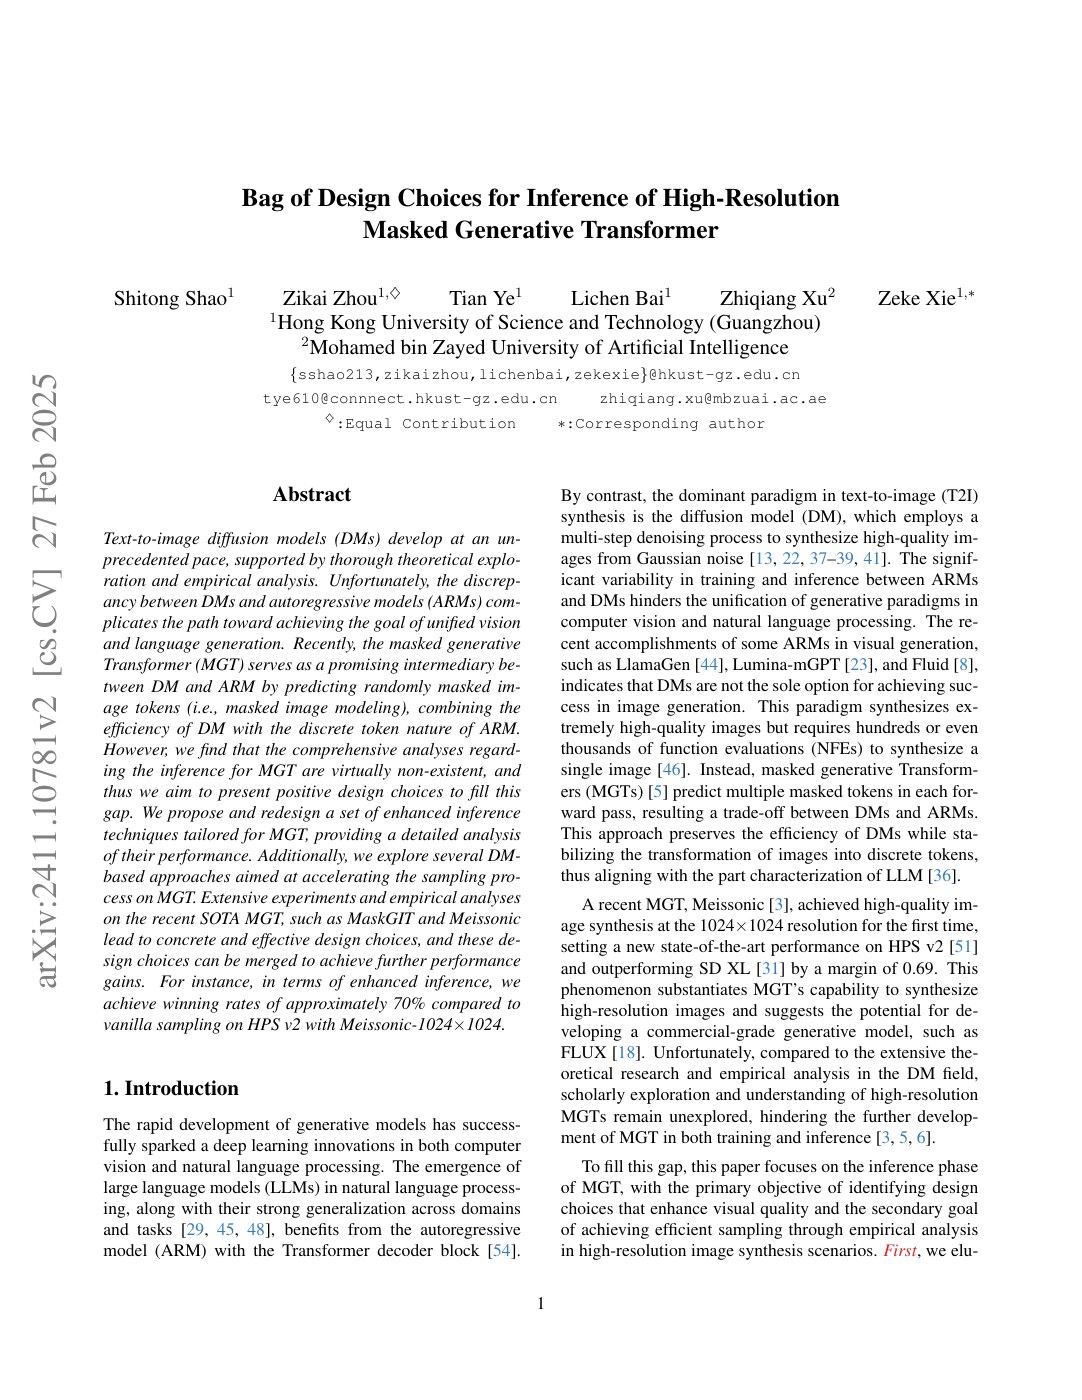 Bag of Design Choices for Inference of High-Resolution
Masked Generative Transformer
Shitong Shao1 Zikai Zhou1,♢ Tian Ye1 Lichen Bai1 Zhiqiang Xu2 Zeke Xie1,∗
1Hong Kong University of Science and Technology (Guangzhou)
2Mohamed bin Zayed University of Artificial Intelligence
{sshao213,zikaizhou,lichenbai,zekexie}@hkust-gz.edu.cn
tye610@connnect.hkust-gz.edu.cn zhiqiang.xu@mbzuai.ac.ae
♢:Equal Contribution ∗:Corresponding author
arXiv:2411.10781v2 [cs.CV] 27 Feb 2025
Abstract
Text-to-image diffusion models (DMs) develop at an un-
precedented pace, supported by thorough theoretical explo-
ration and empirical analysis. Unfortunately, the discrep-
ancy between DMs and autoregressive models (ARMs) com-
plicates the path toward achieving the goal of unified vision
and language generation. Recently, the masked generative
Transformer (MGT) serves as a promising intermediary be-
tween DM and ARM by predicting randomly masked im-
age tokens (i.e., masked image modeling), combining the
efficiency of DM with the discrete token nature of ARM.
However, we find that the comprehensive analyses regard-
ing the inference for MGT are virtually non-existent, and
thus we aim to present positive design choices to fill this
gap. We propose and redesign a set of enhanced inference
techniques tailored for MGT, providing a detailed analysis
of their performance. Additionally, we explore several DM-
based approaches aimed at accelerating the sampling pro-
cess on MGT. Extensive experiments and empirical analyses
on the recent SOTA MGT, such as MaskGIT and Meissonic
lead to concrete and effective design choices, and these de-
sign choices can be merged to achieve further performance
gains. For instance, in terms of enhanced inference, we
achieve winning rates of approximately 70% compared to
vanilla sampling on HPS v2 with Meissonic-1024×1024.
1. Introduction
The rapid development of generative models has success-
fully sparked a deep learning innovations in both computer
vision and natural language processing. The emergence of
large language models (LLMs) in natural language process-
ing, along with their strong generalization across domains
and tasks [29, 45, 48], benefits from the autoregressive
model (ARM) with the Transformer decoder block [54].
By contrast, the dominant paradigm in text-to-image (T2I)
synthesis is the diffusion model (DM), which employs a
multi-step denoising process to synthesize high-quality im-
ages from Gaussian noise [13, 22, 37–39, 41]. The signif-
icant variability in training and inference between ARMs
and DMs hinders the unification of generative paradigms in
computer vision and natural language processing. The re-
cent accomplishments of some ARMs in visual generation,
such as LlamaGen [44], Lumina-mGPT [23], and Fluid [8],
indicates that DMs are not the sole option for achieving suc-
cess in image generation. This paradigm synthesizes ex-
tremely high-quality images but requires hundreds or even
thousands of function evaluations (NFEs) to synthesize a
single image [46]. Instead, masked generative Transform-
ers (MGTs) [5] predict multiple masked tokens in each for-
ward pass, resulting a trade-off between DMs and ARMs.
This approach preserves the efficiency of DMs while sta-
bilizing the transformation of images into discrete tokens,
thus aligning with the part characterization of LLM [36].
A recent MGT, Meissonic [3], achieved high-quality im-
age synthesis at the 1024×1024 resolution for the first time,
setting a new state-of-the-art performance on HPS v2 [51]
and outperforming SD XL [31] by a margin of 0.69. This
phenomenon substantiates MGT's capability to synthesize
high-resolution images and suggests the potential for de-
veloping a commercial-grade generative model, such as
FLUX [18]. Unfortunately, compared to the extensive the-
oretical research and empirical analysis in the DM field,
scholarly exploration and understanding of high-resolution
MGTs remain unexplored, hindering the further develop-
ment of MGT in both training and inference [3, 5, 6].
To fill this gap, this paper focuses on the inference phase
of MGT, with the primary objective of identifying design
choices that enhance visual quality and the secondary goal
of achieving efficient sampling through empirical analysis
in high-resolution image synthesis scenarios. First, we elu-
1